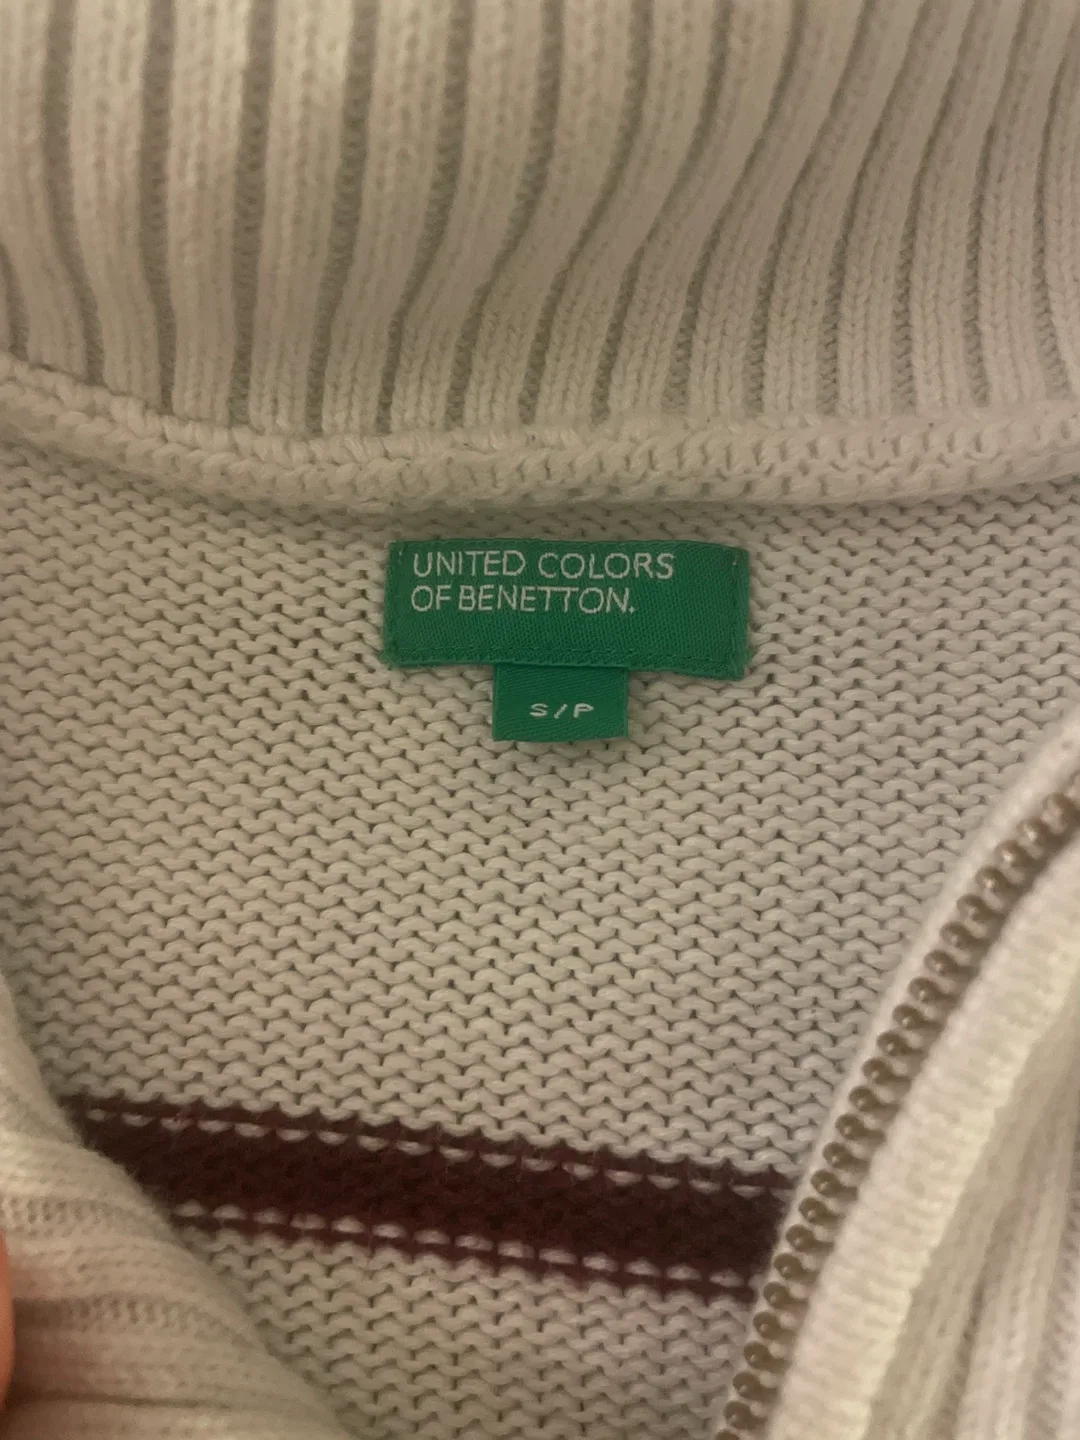 UNITED COLORS
OF BENETTON.
S/P